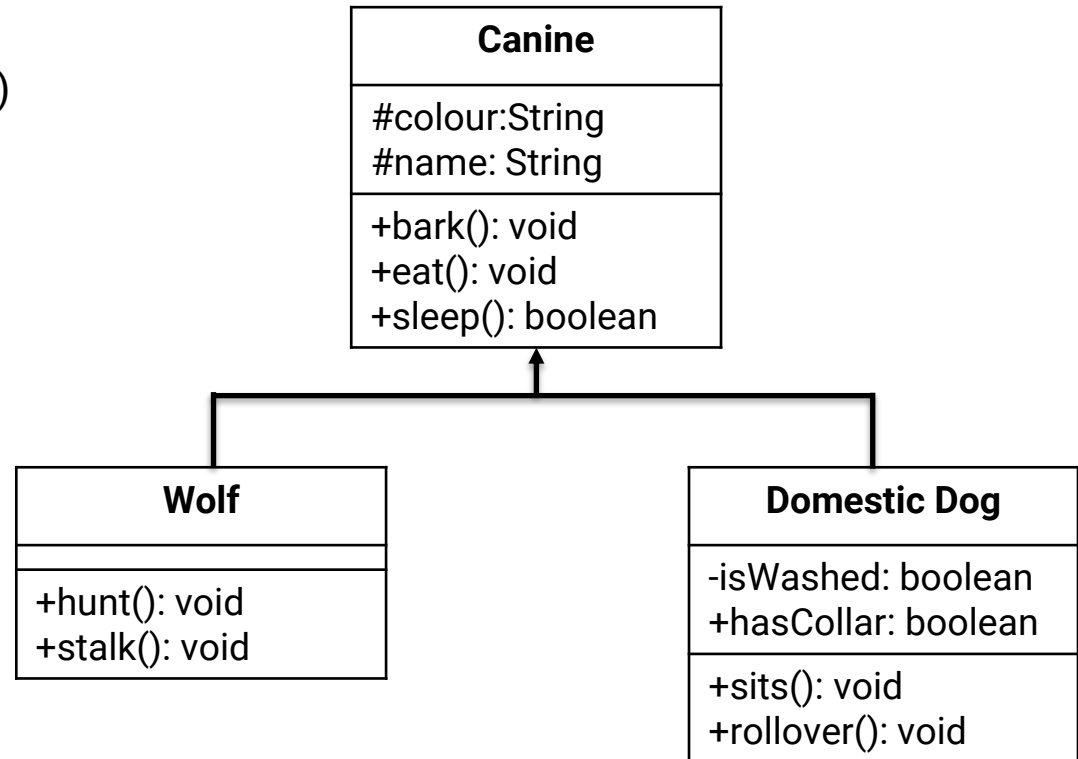 )
Canine
#colour:String
#name: String
+bark(): void
+eat(): void
+sleep(): boolean
Wolf
+hunt(): void
+stalk(): void
Domestic Dog
-isWashed: boolean
+hasCollar: boolean
+sits(): void
+rollover(): void